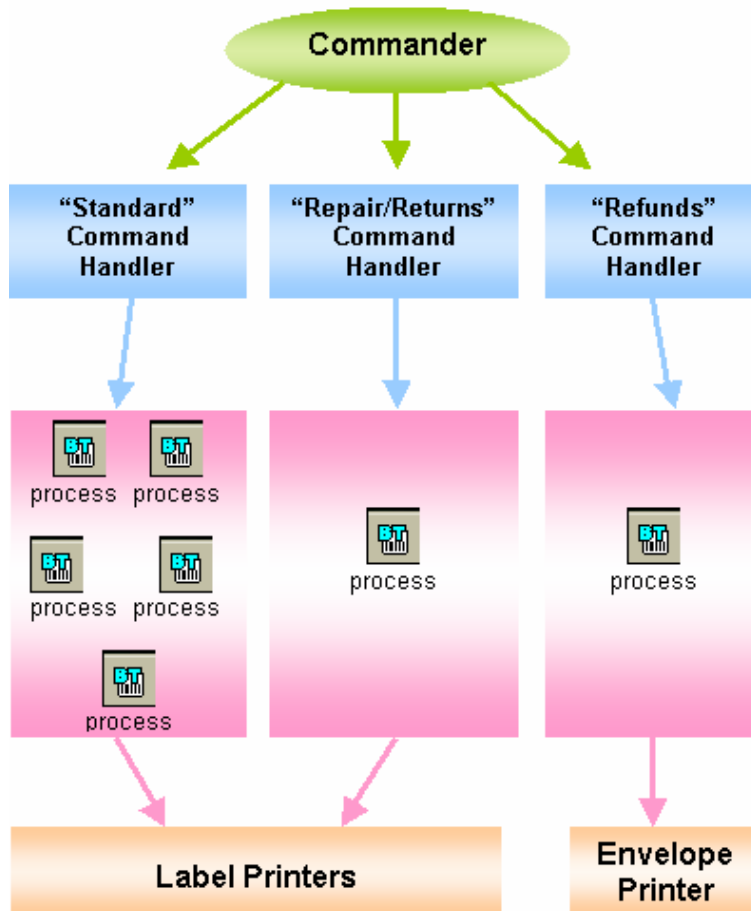 Commander
“Standard”
Command
Handler
“Repair/Returns”
Command
Handler
“Refunds”
Command
Handler
BT
process
BT
process
BT
process
BT
process
BT
process
BT
process
BT
process
Label Printers
Envelope
Printer